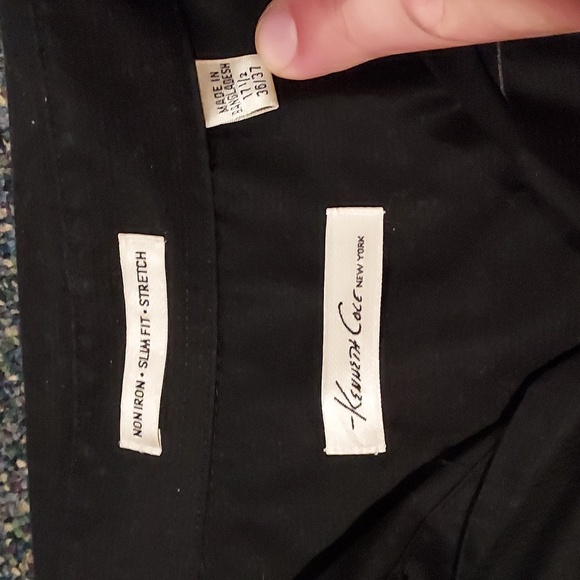 MADE IN
BANGLADESH
17 1/2
36/37
NON IRON • SLIM FIT • STRETCH
KENNETH COLE NEW YORK